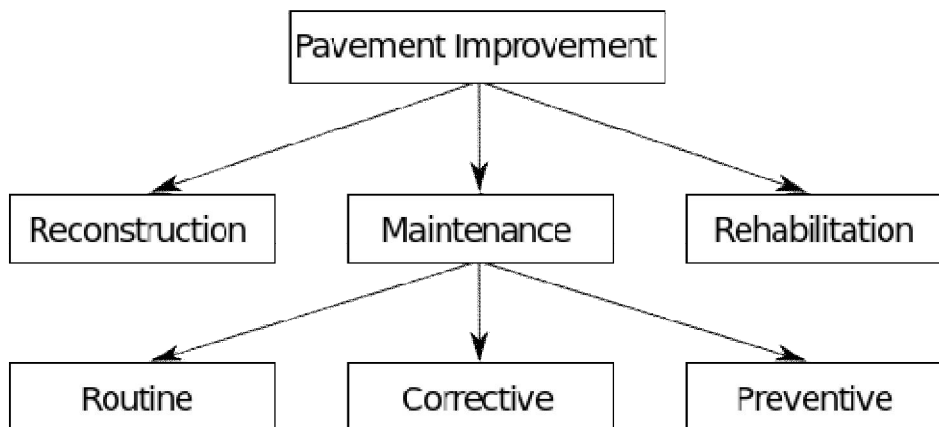 Pavement Improvement
Reconstruction
Maintenance
Rehabilitation
Routine
Corrective
Preventive